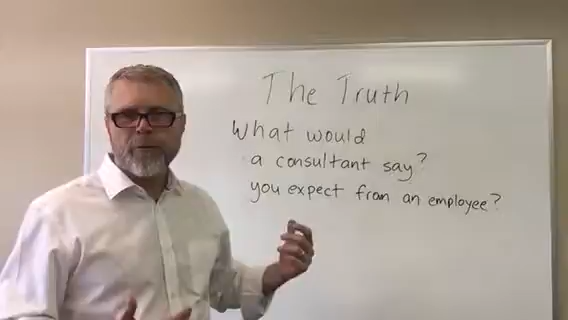 The Truth
What would
a consultant say?
you expect from an employee?